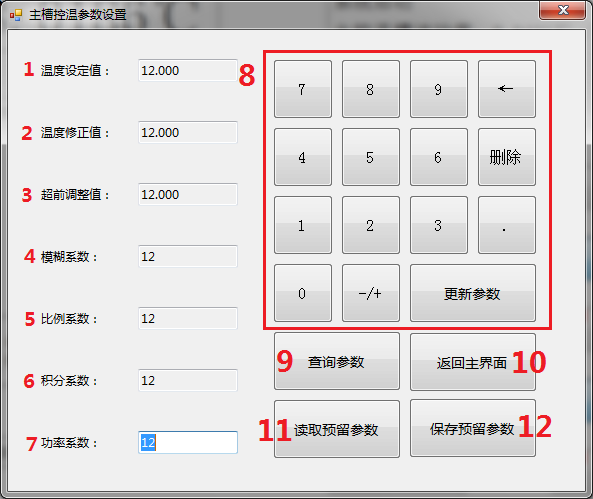 主槽控温参数设置
1 温度设定值： 12.000
2 温度修正值： 12.000
3 超前调整值： 12.000
4 模糊系数： 12
5 比例系数： 12
6 积分系数： 12
7 功率系数： 12
8
7 8 9 ←
4 5 6 删除
1 2 3 .
0 -/+ 更新参数
9 查询参数
返回主界面 10
11 读取预留参数
保存预留参数 12